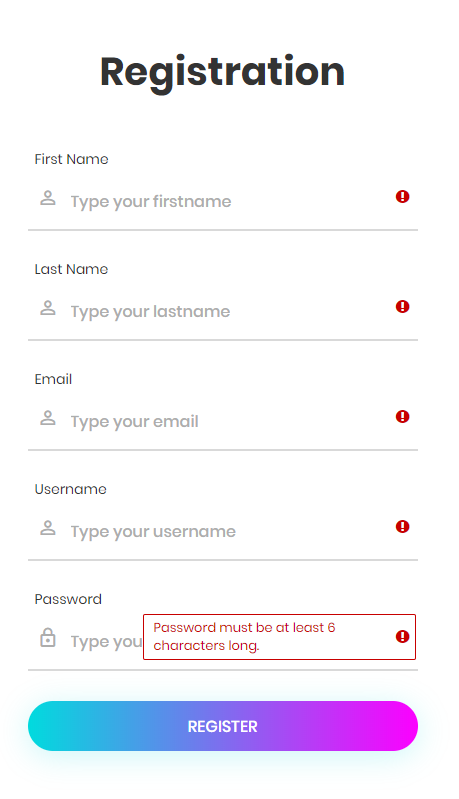 Registration
First Name
Type your firstname
Last Name
Type your lastname
Email
Type your email
Username
Type your username
Password
Type you
Password must be at least 6
characters long.
REGISTER